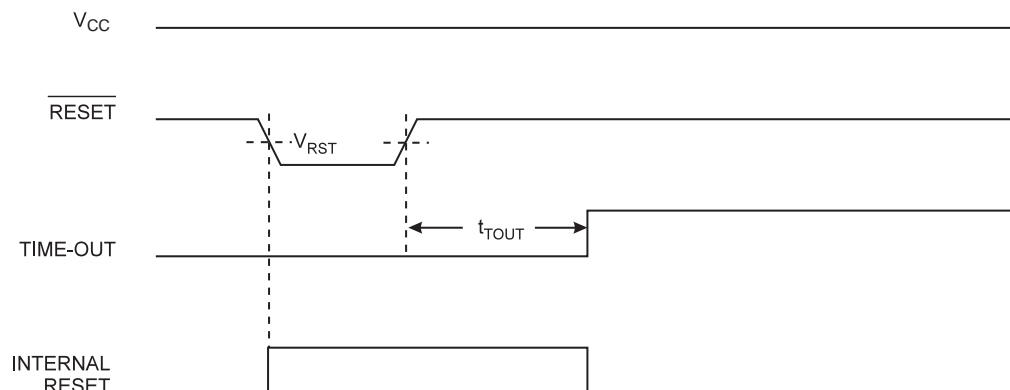 VCC
RESET
VRST
tTOUT
TIME-OUT
INTERNAL
RESET